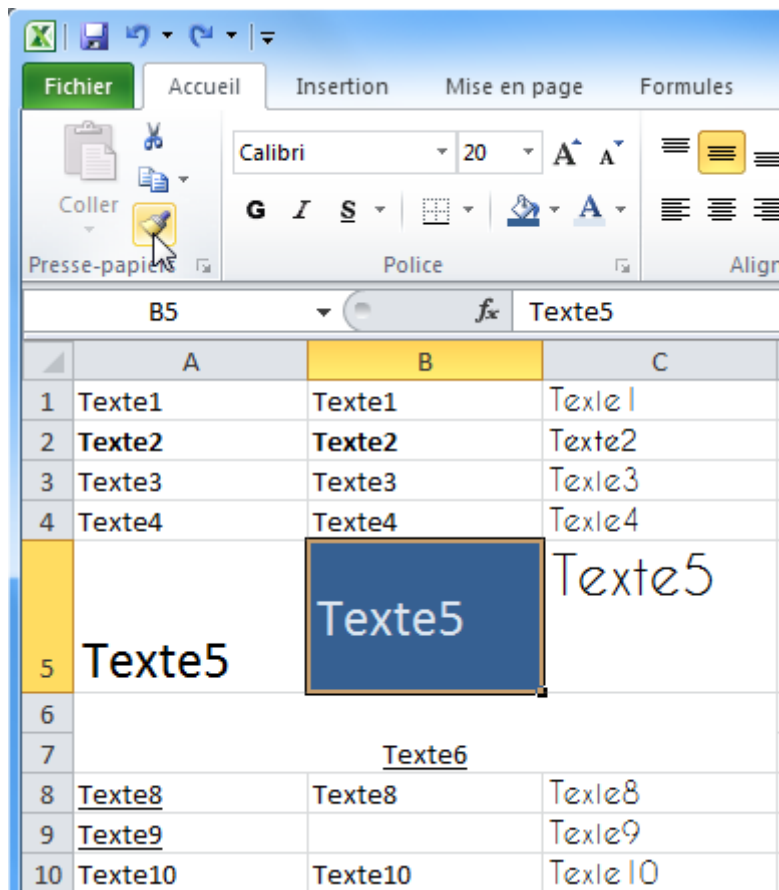 Fichier Accueil Insertion Mise en page Formules
Calibri 20 A A
Coller
G I S A
Presse-papiers Police Align
B5 fx Texte5
A B C
1 Texte1 Texte1 Texte1
2 Texte2 Texte2 Texte2
3 Texte3 Texte3 Texte3
4 Texte4 Texte4 Texte4
5 Texte5 Texte5 Texte5
6
7 Texte6
8 Texte8 Texte8 Texte8
9 Texte9 Texte9
10 Texte10 Texte10 Texte10